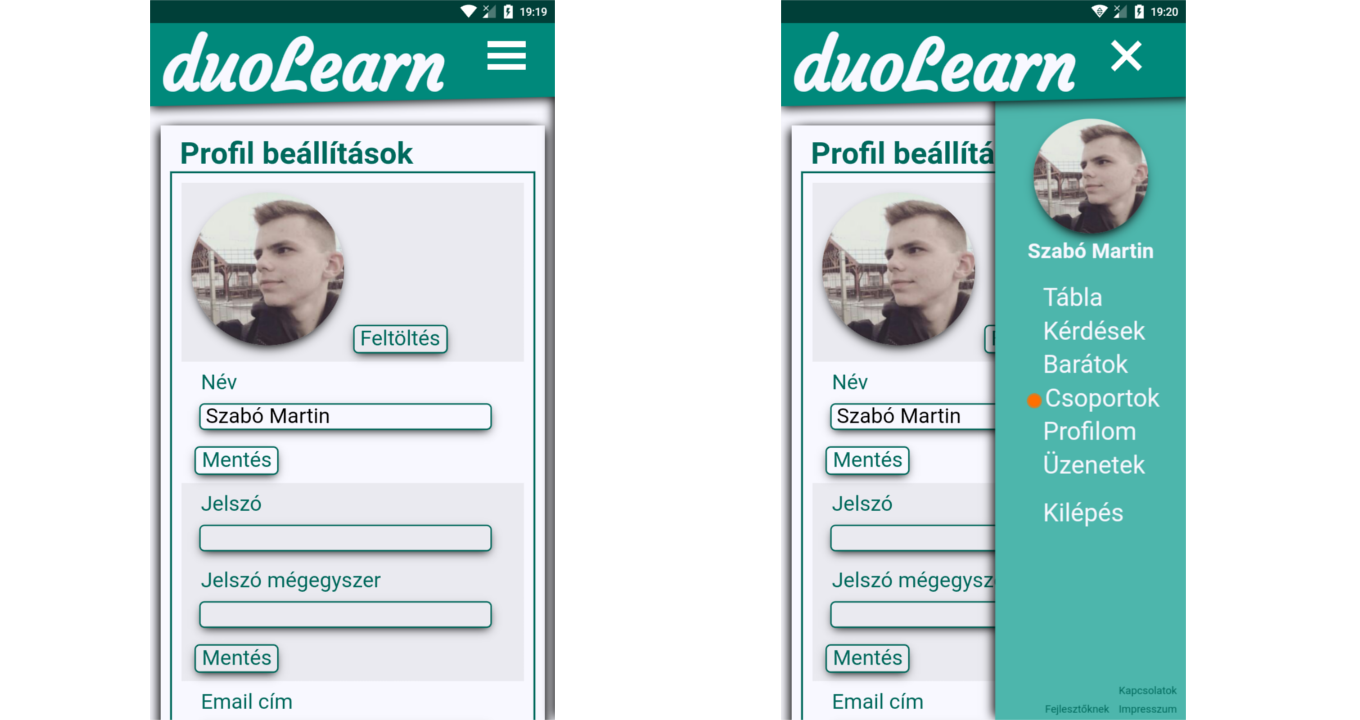 19:19
duoLearn
Profil beállítások
Feltöltés
Név
Szabó Martin
Mentés
Jelszó
Jelszó mégegyszer
Mentés
Email cím
19:20
duoLearn
Profil beállítá
Név
Szabó Martin
Mentés
Jelszó
Jelszó mégegysz
Mentés
Email cím
Szabó Martin
Tábla
Kérdések
Barátok
Csoportok
Profilom
Üzenetek
Kilépés
Kapcsolatok
Fejlesztőknek Impresszum